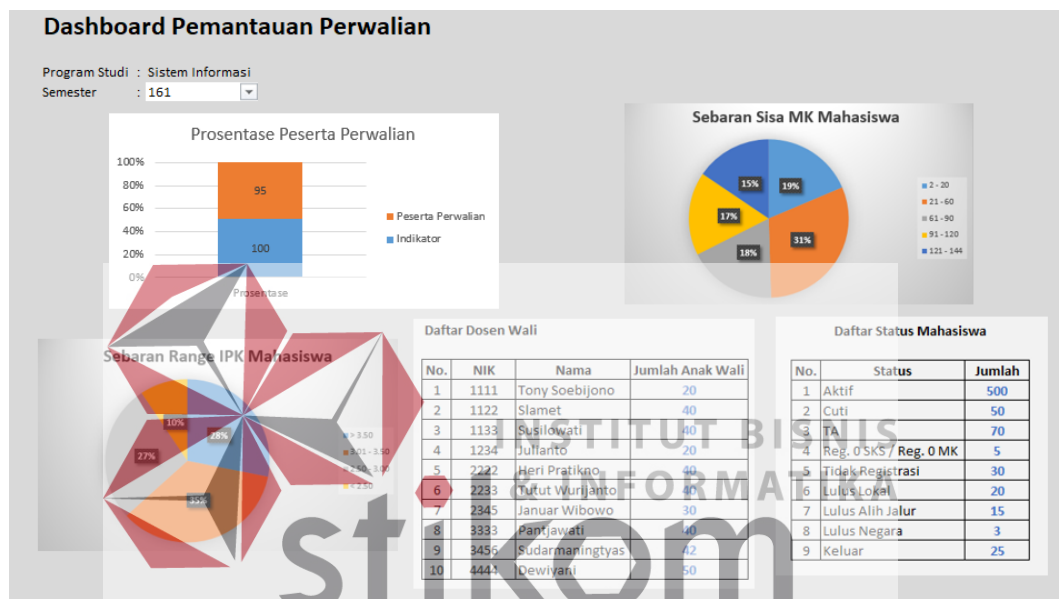 Dashboard Pemantauan Perwalian
Program Studi : Sistem Informasi
Semester : 161
Prosentase Peserta Perwalian
100%
80%
60%
40%
20%
0%
95
100
Prosentase
Peserta Perwalian
Indikator
Sebaran Sisa MK Mahasiswa
15%
19%
17%
31%
18%
2 - 20
21 - 60
61 - 90
91 - 120
121 - 144
Sebaran Range IPK Mahasiswa
10%
28%
27%
35%
> 3.50
3.01 - 3.50
2.50 - 3.00
< 2.50
Daftar Dosen Wali
No. NIK Nama Jumlah Anak Wali
1 1111 Tony Soebijono 20
2 1122 Slamet 40
3 1133 Susilowati 40
4 1234 Julianto 20
5 2222 Heri Pratikno 40
6 2233 Tutut Wurijanto 40
7 2345 Januar Wibowo 30
8 3333 Pantjawati 40
9 3456 Sudarmaningtyas 42
10 4444 Dewiyani 50
Daftar Status Mahasiswa
No. Status Jumlah
1 Aktif 500
2 Cuti 50
3 TA 70
4 Reg. 0 SKS / Reg. 0 MK 5
5 Tidak Registrasi 30
6 Lulus Lokal 20
7 Lulus Alih Jalur 15
8 Lulus Negara 3
9 Keluar 25
INSTITUT BISNIS
& INFORMATIKA
stikom